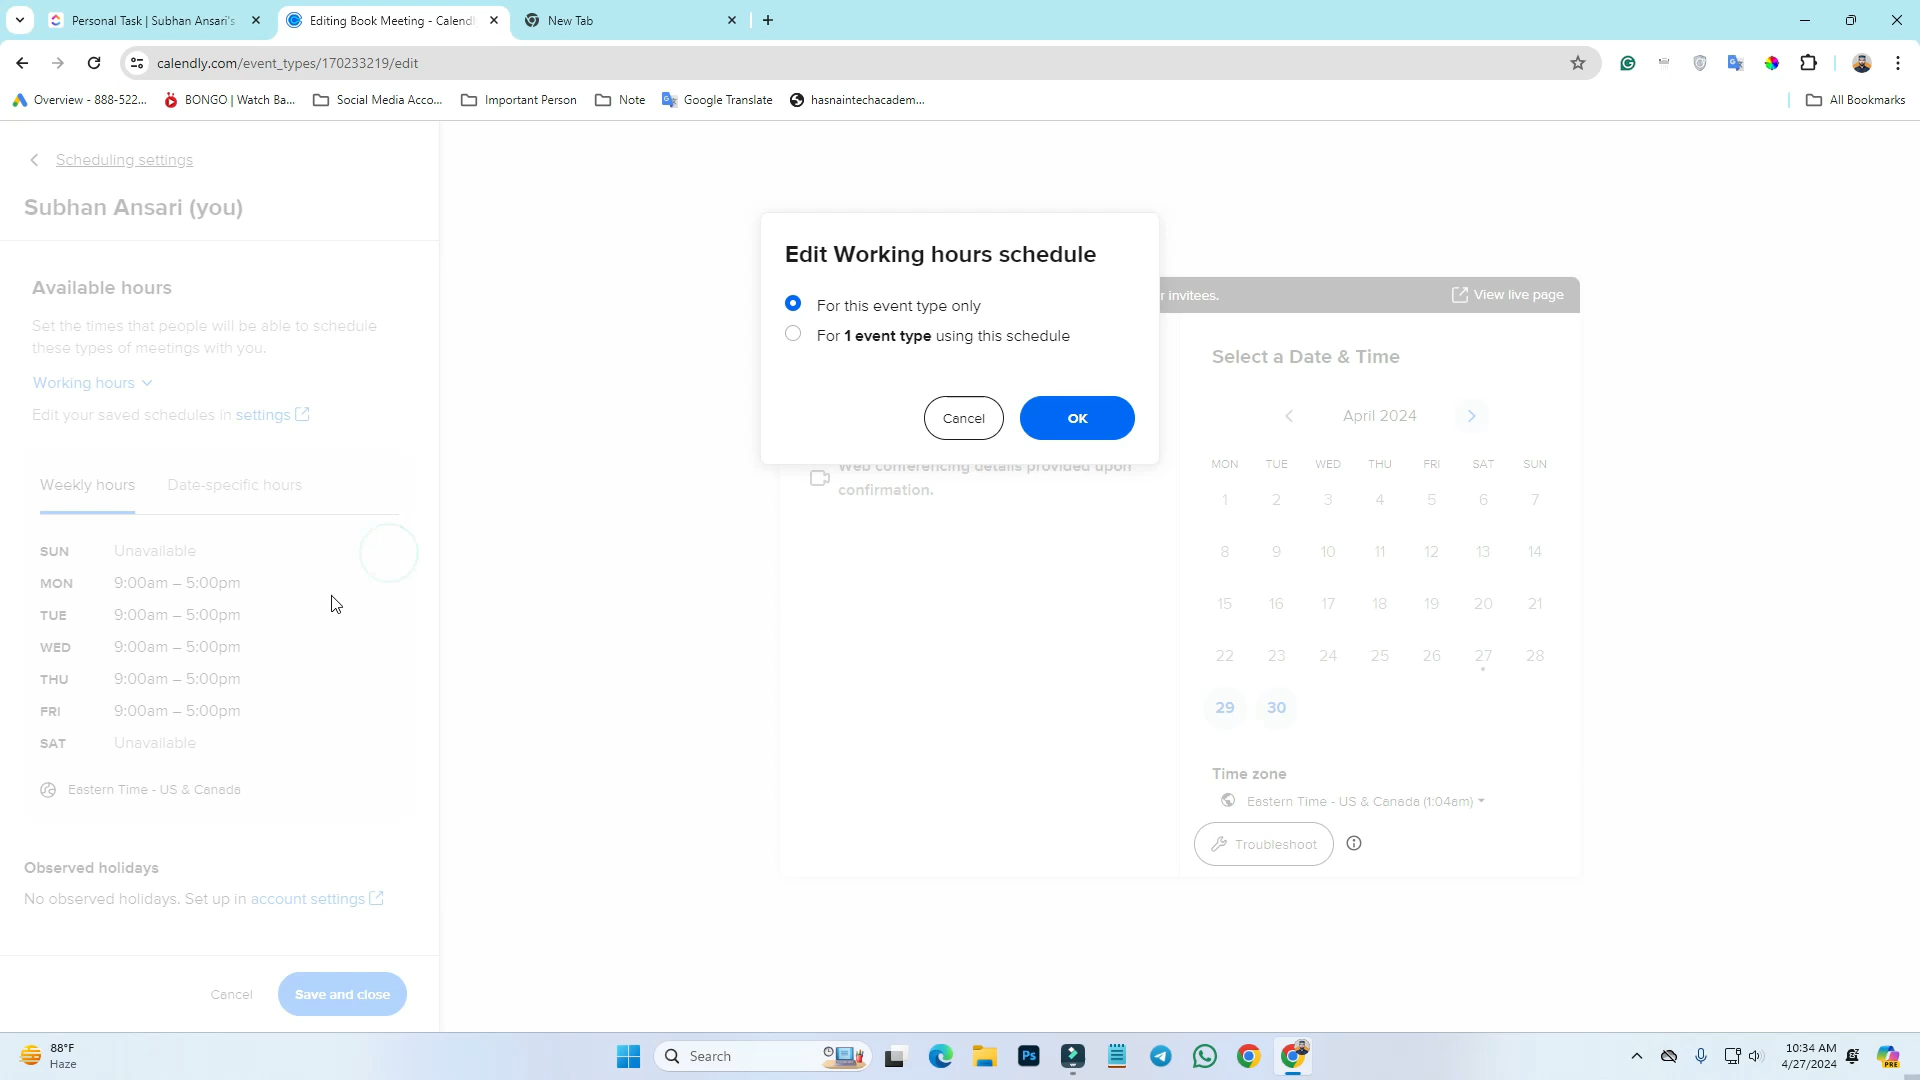 Personal Task | Subhan Ansari's
Editing Book Meeting - Calendl
New Tab
calendly.com/event_types/170233219/edit
Overview - 888-522...
BONGO | Watch Ba...
Social Media Acco...
Important Person
Note
Google Translate
hasnaintechacadem...
All Bookmarks
Scheduling settings
Subhan Ansari (you)
Available hours
Set the times that people will be able to schedule
these types of meetings with you.
Working hours
Edit your saved schedules in settings
Weekly hours
Date-specific hours
SUN Unavailable
MON 9:00am – 5:00pm
TUE 9:00am – 5:00pm
WED 9:00am – 5:00pm
THU 9:00am – 5:00pm
FRI 9:00am – 5:00pm
SAT Unavailable
Eastern Time - US & Canada
Observed holidays
No observed holidays. Set up in account settings
Cancel
Save and close
Edit Working hours schedule
For this event type only
For 1 event type using this schedule
Cancel
OK
r invitees.
View live page
Web conferencing details provided upon
confirmation.
Select a Date & Time
April 2024
MON TUE WED THU FRI SAT SUN
1 2 3 4 5 6 7
8 9 10 11 12 13 14
15 16 17 18 19 20 21
22 23 24 25 26 27 28
29 30
Time zone
Eastern Time - US & Canada (1:04am)
Troubleshoot
88°F
Haze
Search
Ps
10:34 AM
4/27/2024
PRE